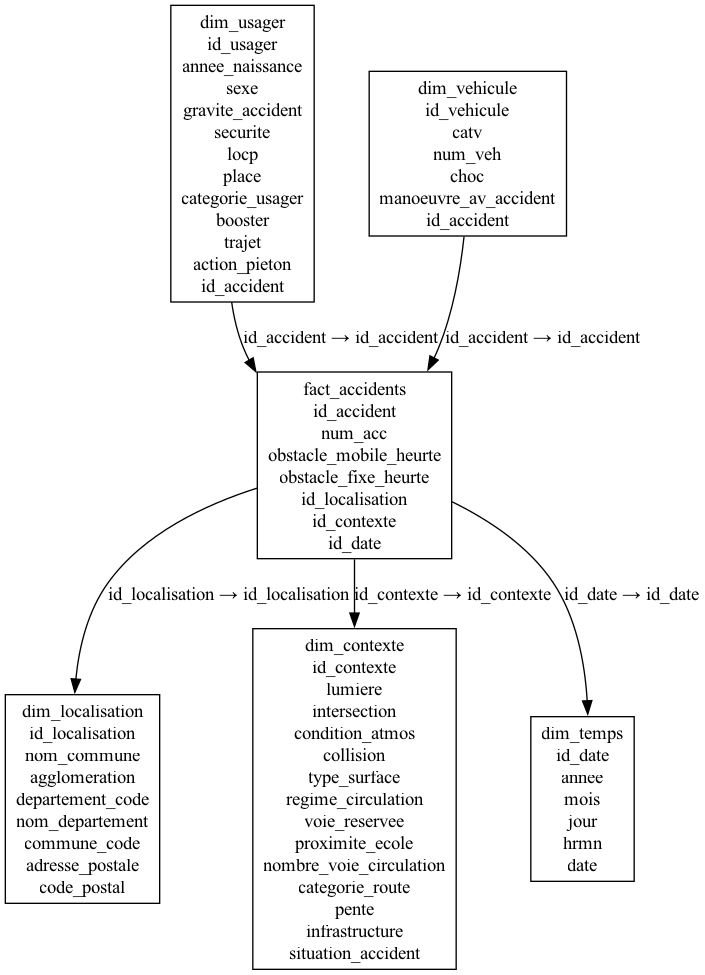 dim_usager
id_usager
annee_naissance
sexe
gravite_accident
securite
locp
place
categorie_usager
booster
trajet
action_pieton
id_accident
dim_vehicule
id_vehicule
catv
num_veh
choc
manoeuvre_av_accident
id_accident
id_accident → id_accident
id_accident → id_accident
fact_accidents
id_accident
num_acc
obstacle_mobile_heurte
obstacle_fixe_heurte
id_localisation
id_contexte
id_date
id_localisation → id_localisation
id_contexte → id_contexte
id_date → id_date
dim_localisation
id_localisation
nom_commune
agglomeration
departement_code
nom_departement
commune_code
adresse_postale
code_postal
dim_contexte
id_contexte
lumiere
intersection
condition_atmos
collision
type_surface
regime_circulation
voie_reservee
proximite_ecole
nombre_voie_circulation
categorie_route
pente
infrastructure
situation_accident
dim_temps
id_date
annee
mois
jour
hrmn
date